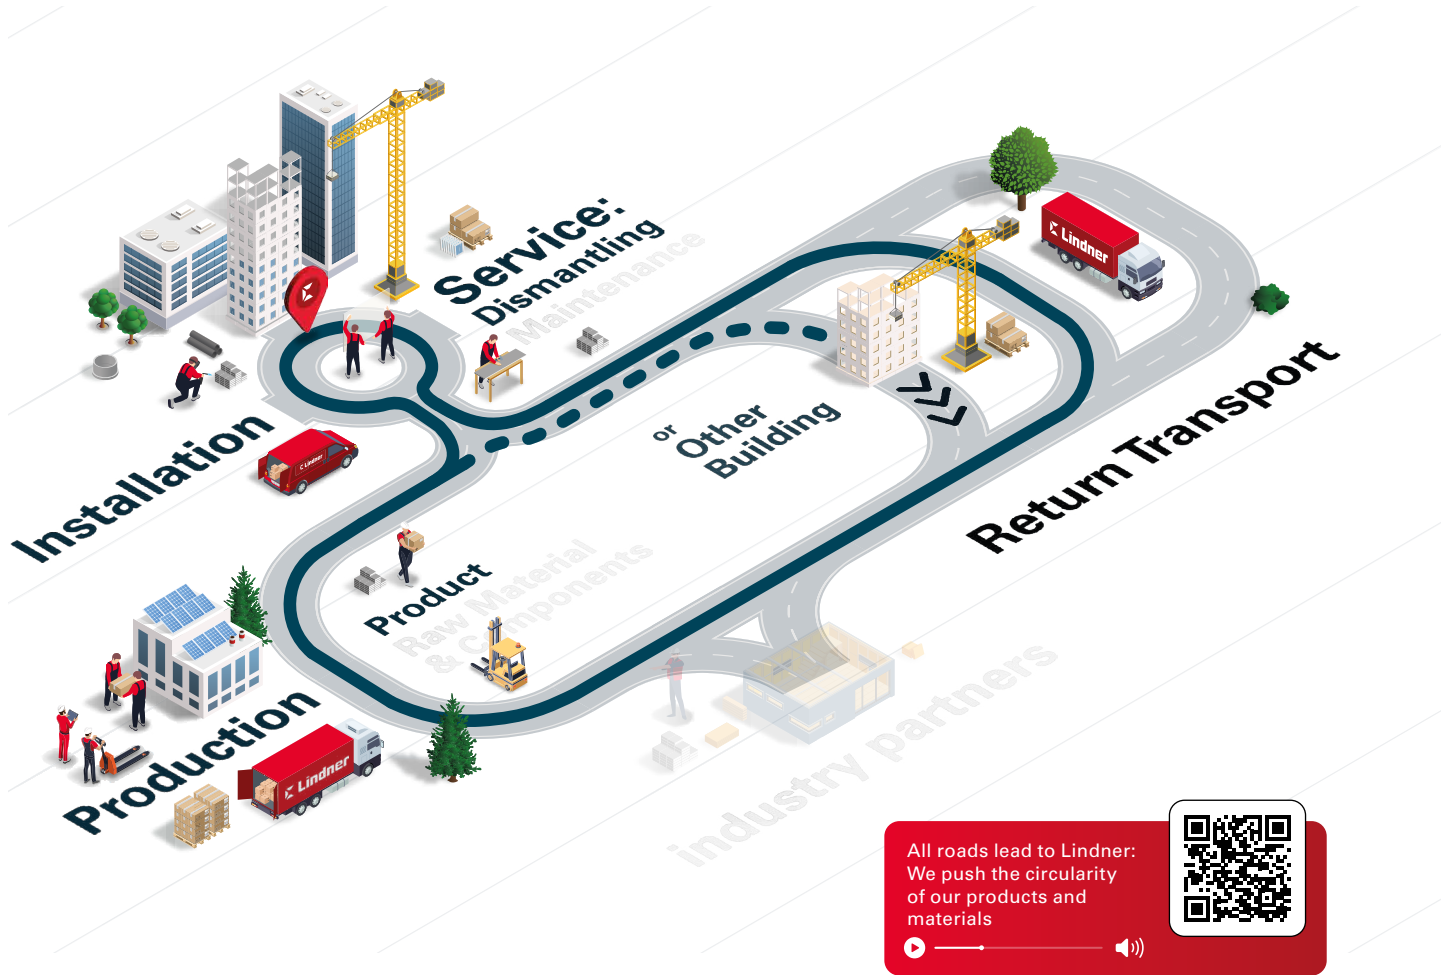 Service:
Dismantling
Maintenance
Lindner
Installation
Lindner
or
Other
Building
Return Transport
Product
Raw Material
& Components
Production
Lindner
industry partners
All roads lead to Lindner:
We push the circularity
of our products and
materials